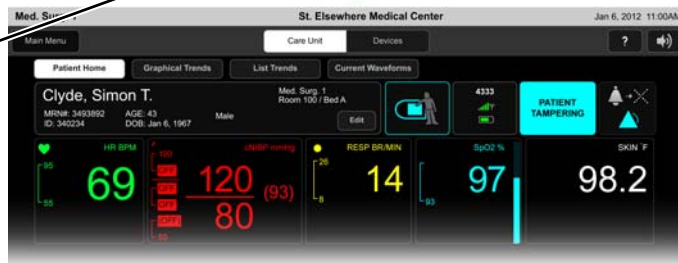 Med. Surg. 1 St. Elsewhere Medical Center Jan 6, 2012 11:00AM
Main Menu Care Unit Devices ?
Patient Home Graphical Trends List Trends Current Waveforms
Clyde, Simon T. Med. Surg. 1
Room 100 / Bed A
MRN#: 3493892 AGE: 43 Male
ID: 340234 DOB: Jan 6, 1967
Edit
4333
PATIENT
TAMPERING
HR BPM cNIBP mmHg RESP BR/MIN SpO2 % SKIN °F
95
55
69
160
OFF
OFF
OFF
(OFF)
50
120
80
(93)
26
8
14
93
97
98.2